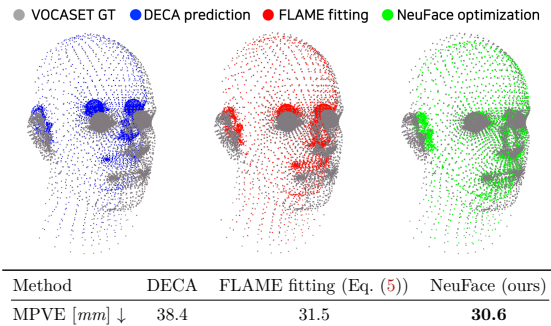 VOCASET GT DECA prediction FLAME fitting NeuFace optimization
Method DECA FLAME fitting (Eq. (5)) NeuFace (ours)
MPVE [mm] ↓ 38.4 31.5 30.6